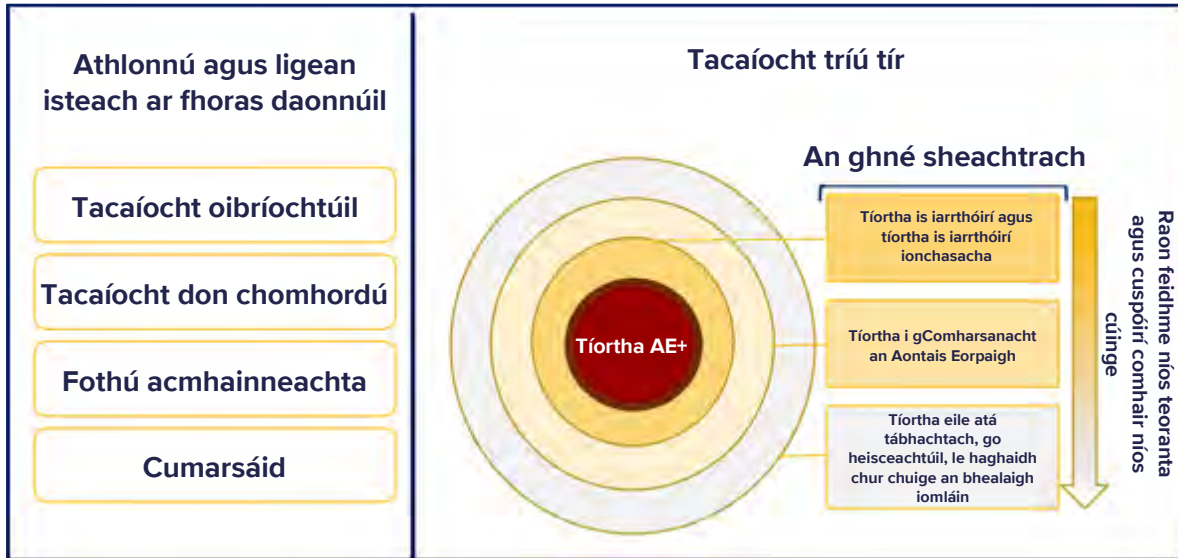 Athlonnú agus ligean
isteach ar fhoras daonnúil
Tacaíocht oibríochtúil
Tacaíocht don chomhordú
Fothú acmhainneachta
Cumarsáid
Tacaíocht tríú tír
An ghné sheachtrach
Tíortha AE+
Tíortha is iarrthóirí agus
tíortha is iarrthóirí
ionchasacha
Tíortha i gComharsanacht
an Aontais Eorpaigh
Tíortha eile atá
tábhachtach, go
heisceachtúil, le haghaidh
chur chuige an bhealaigh
iomláin
Raon feidhme níos teoranta
agus cuspóirí comhair níos
cúinge